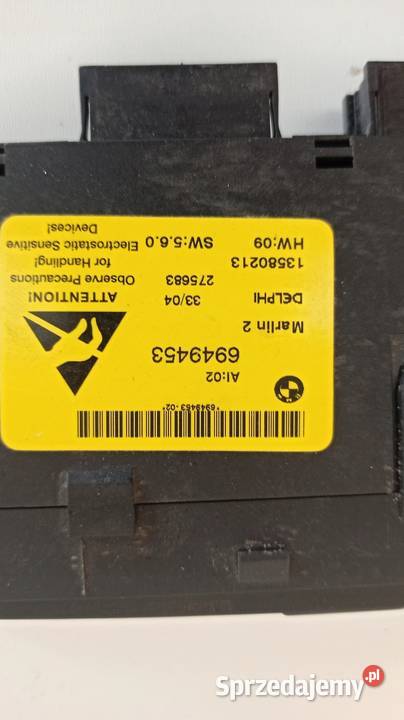 *6949453-02*
AI:02
6949453
Marlin 2
DELPHI 33/04
13580213 275683
HW:09 SW:5.6.0
ATTENTION!
Observe Precautions
for Handling!
Electrostatic Sensitive
Devices!
Sprzedajemy.pl